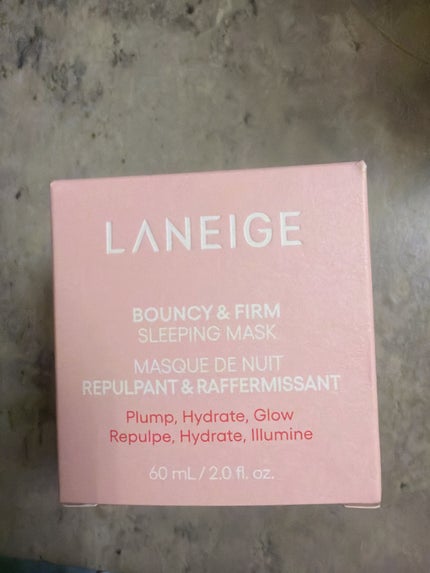 LANEIGE
BOUNCY & FIRM
SLEEPING MASK
MASQUE DE NUIT
REPULPANT & RAFFERMISSANT
Plump, Hydrate, Glow
Repulpe, Hydrate, Illumine
60 mL / 2.0 fl. oz.